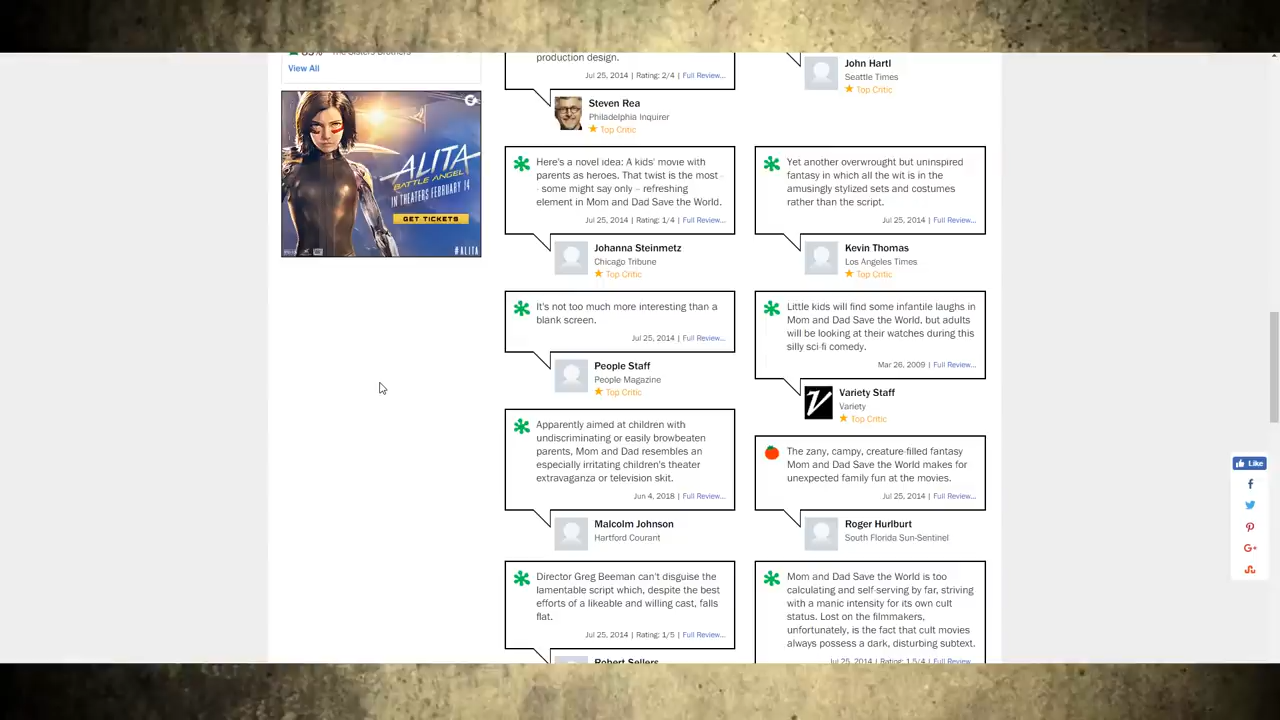 85% The Sisters Brothers
View All
ALITA
BATTLE ANGEL
IN THEATERS FEBRUARY 14
GET TICKETS
#ALITA
production design.
Jul 25, 2014 | Rating: 2/4 | Full Review...
Steven Rea
Philadelphia Inquirer
Top Critic
John Hartl
Seattle Times
Top Critic
Here's a novel idea: A kids' movie with
parents as heroes. That twist is the most -
- some might say only -- refreshing
element in Mom and Dad Save the World.
Jul 25, 2014 | Rating: 1/4 | Full Review...
Johanna Steinmetz
Chicago Tribune
Top Critic
Yet another overwrought but uninspired
fantasy in which all the wit is in the
amusingly stylized sets and costumes
rather than the script.
Jul 25, 2014 | Full Review...
Kevin Thomas
Los Angeles Times
Top Critic
It's not too much more interesting than a
blank screen.
Jul 25, 2014 | Full Review...
People Staff
People Magazine
Top Critic
Little kids will find some infantile laughs in
Mom and Dad Save the World, but adults
will be looking at their watches during this
silly sci-fi comedy.
Mar 26, 2009 | Full Review...
Variety Staff
Variety
Top Critic
Apparently aimed at children with
undiscriminating or easily browbeaten
parents, Mom and Dad resembles an
especially irritating children's theater
extravaganza or television skit.
Jun 4, 2018 | Full Review...
Malcolm Johnson
Hartford Courant
The zany, campy, creature-filled fantasy
Mom and Dad Save the World makes for
unexpected family fun at the movies.
Jul 25, 2014 | Full Review...
Roger Hurlburt
South Florida Sun-Sentinel
Director Greg Beeman can't disguise the
lamentable script which, despite the best
efforts of a likeable and willing cast, falls
flat.
Jul 25, 2014 | Rating: 1/5 | Full Review...
Robert Sellers
Mom and Dad Save the World is too
calculating and self-serving by far, striving
with a manic intensity for its own cult
status. Lost on the filmmakers,
unfortunately, is the fact that cult movies
always possess a dark, disturbing subtext.
Jul 25, 2014 | Rating: 1.5/4 | Full Review...
Like